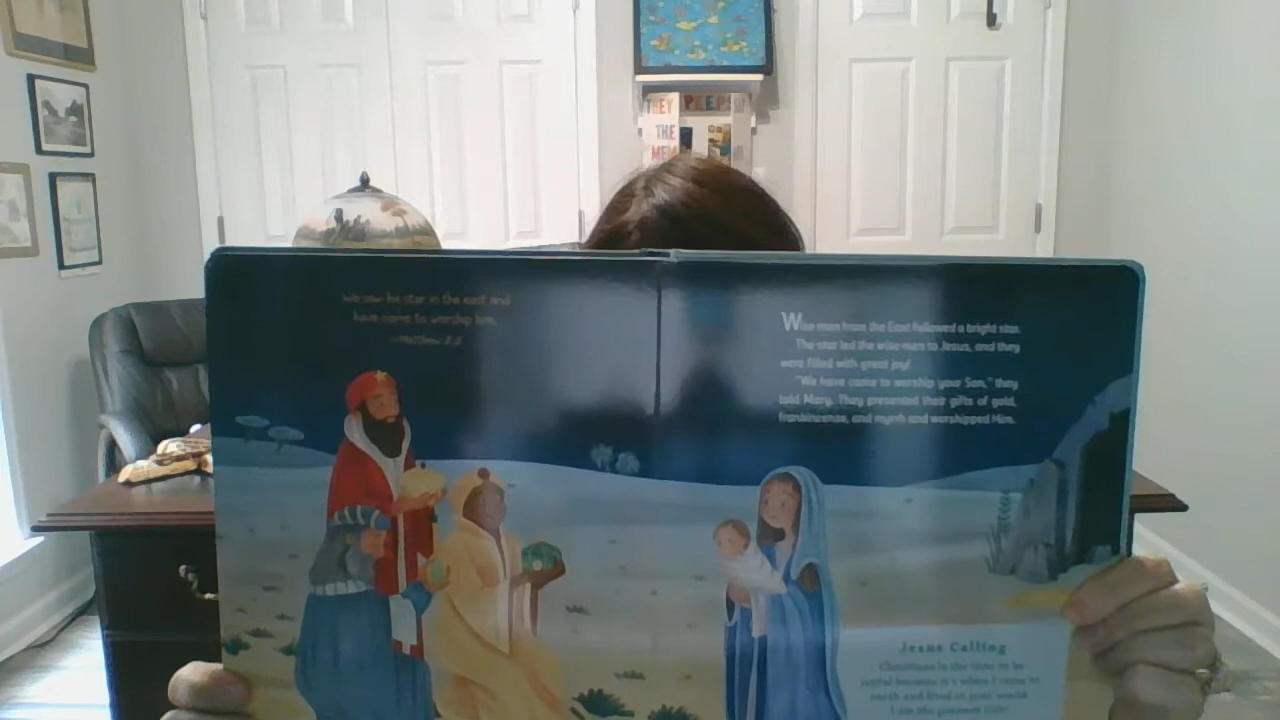 THEY
THE
PEEPS
We saw his star in the east and
have come to worship him.
—Matthew 2:2
Wise men from the East followed a bright star.
The star led the wise men to Jesus, and they
were filled with great joy!
"We have come to worship your Son," they
told Mary. They presented their gifts of gold,
frankincense, and myrrh and worshipped Him.
Jesus Calling
Christmas is the time to be
joyful because it's when I came to
earth and lived in your world.
I am the greatest Gift!